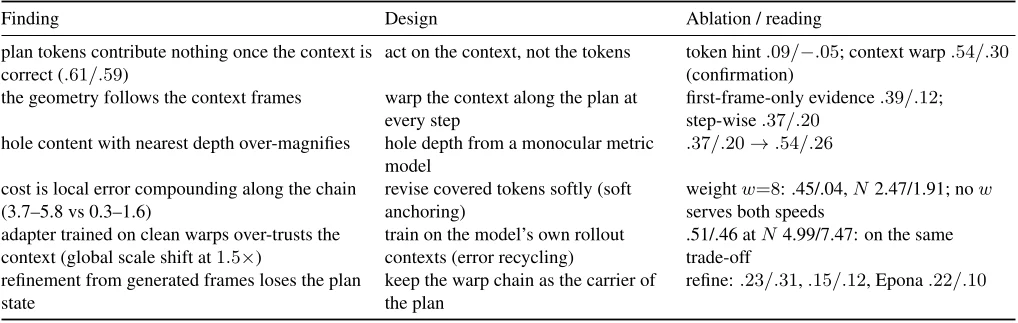 Finding Design Ablation / reading
plan tokens contribute nothing once the context is act on the context, not the tokens token hint .09/−.05; context warp .54/.30
correct (.61/.59) (confirmation)
the geometry follows the context frames warp the context along the plan at first-frame-only evidence .39/.12;
every step step-wise .37/.20
hole content with nearest depth over-magnifies hole depth from a monocular metric .37/.20 → .54/.26
model
cost is local error compounding along the chain revise covered tokens softly (soft weight w=8: .45/.04, N 2.47/1.91; no w
(3.7–5.8 vs 0.3–1.6) anchoring) serves both speeds
adapter trained on clean warps over-trusts the train on the model's own rollout .51/.46 at N 4.99/7.47: on the same
context (global scale shift at 1.5×) contexts (error recycling) trade-off
refinement from generated frames loses the plan keep the warp chain as the carrier of refine: .23/.31, .15/.12, Epona .22/.10
state the plan